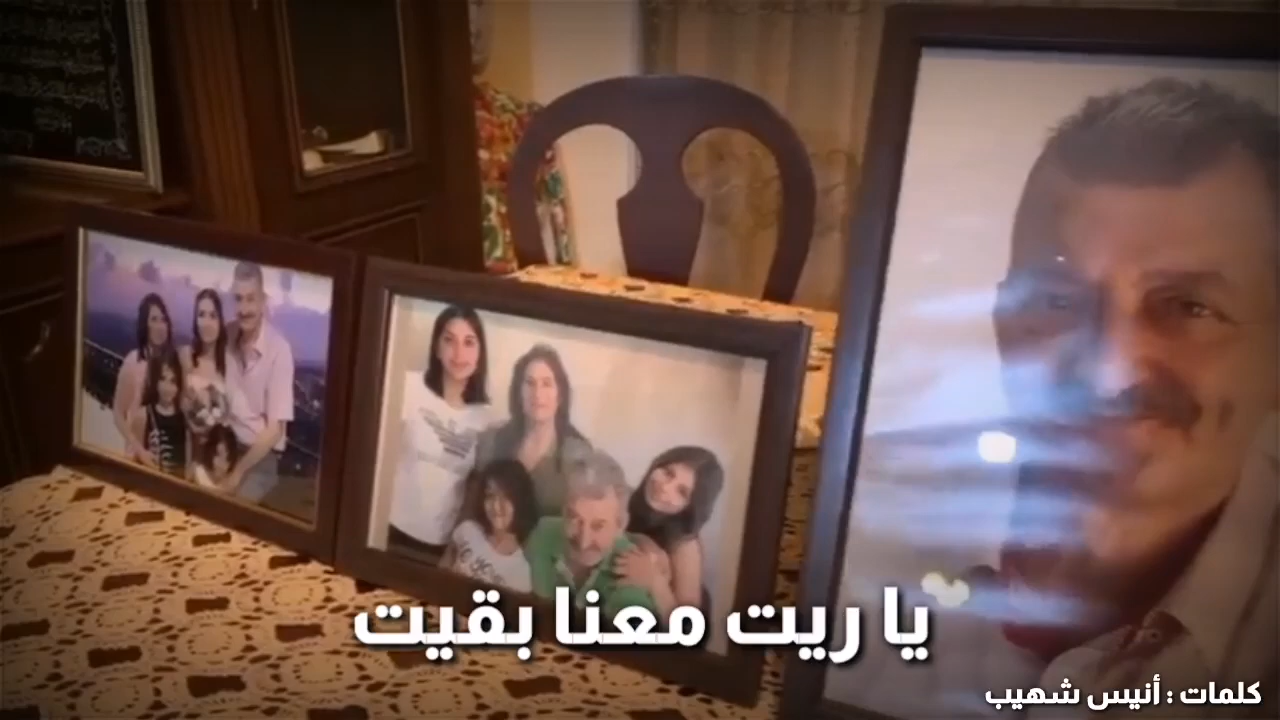 يا ريت معنا بقيت
كلمات : أنيس شهيب